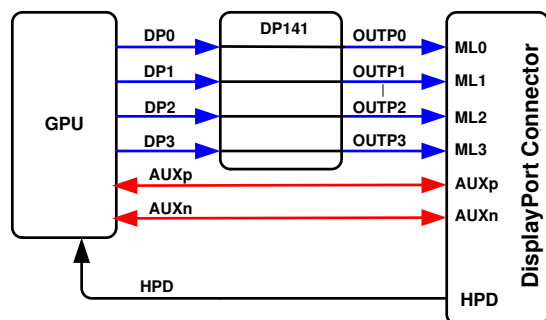 DP0 DP141 OUTP0 ML0
DP1 OUTP1 ML1
DP2 OUTP2 ML2
GPU
DP3 OUTP3 ML3
AUXp AUXp
AUXn AUXn
HPD HPD
DisplayPort Connector